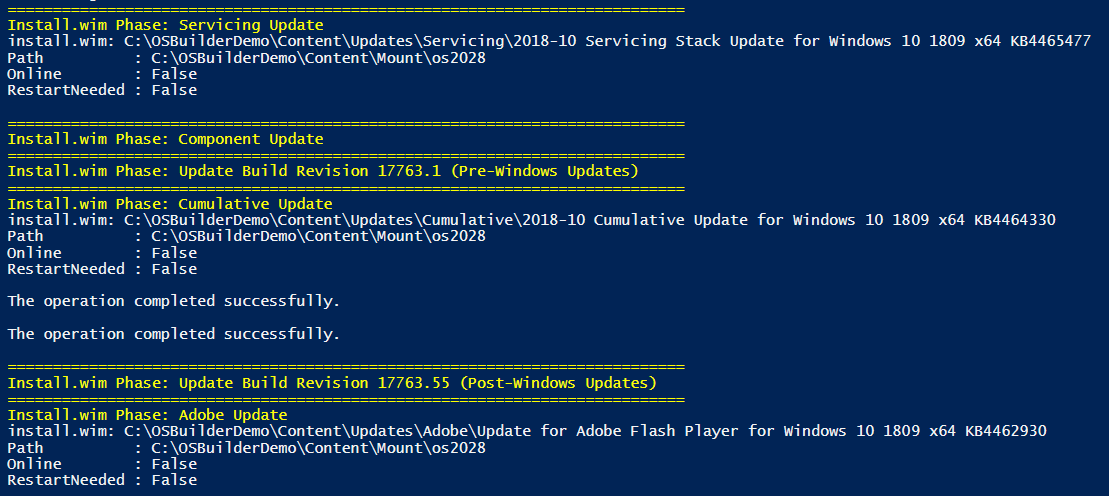 ===========================================================================
Install.wim Phase: Servicing Update
install.wim: C:\OSBuilderDemo\Content\Updates\Servicing\2018-10 Servicing Stack Update for Windows 10 1809 x64 KB4465477
Path          : C:\OSBuilderDemo\Content\Mount\os2028
Online        : False
RestartNeeded : False
===========================================================================
Install.wim Phase: Component Update
===========================================================================
Install.wim Phase: Update Build Revision 17763.1 (Pre-Windows Updates)
===========================================================================
Install.wim Phase: Cumulative Update
install.wim: C:\OSBuilderDemo\Content\Updates\Cumulative\2018-10 Cumulative Update for Windows 10 1809 x64 KB4464330
Path          : C:\OSBuilderDemo\Content\Mount\os2028
Online        : False
RestartNeeded : False
The operation completed successfully.
The operation completed successfully.
===========================================================================
Install.wim Phase: Update Build Revision 17763.55 (Post-Windows Updates)
===========================================================================
Install.wim Phase: Adobe Update
install.wim: C:\OSBuilderDemo\Content\Updates\Adobe\Update for Adobe Flash Player for Windows 10 1809 x64 KB4462930
Path          : C:\OSBuilderDemo\Content\Mount\os2028
Online        : False
RestartNeeded : False